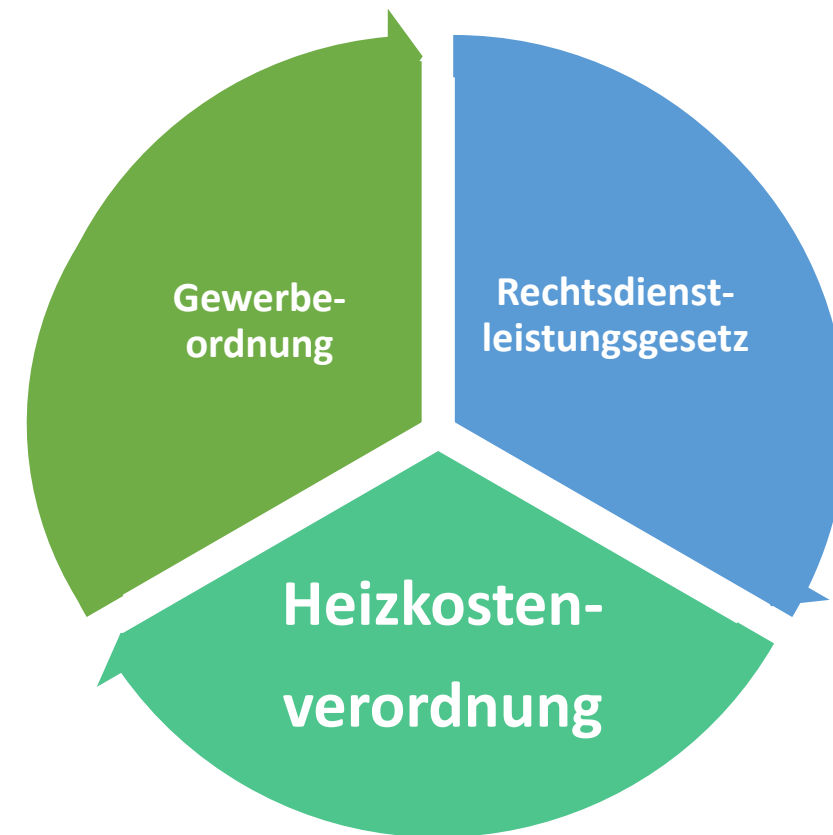 Gewerbe-
ordnung
Rechtsdienst-
leistungsgesetz
Heizkosten-
verordnung